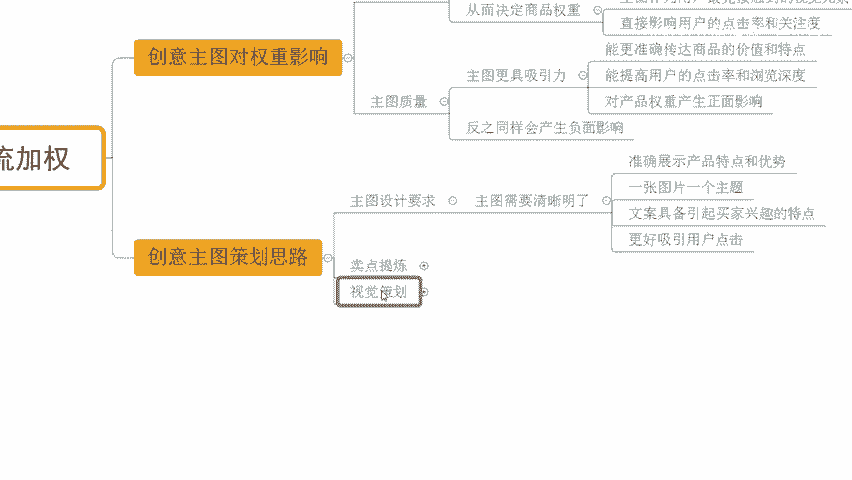 从而决定商品权重
直接影响用户的点击率和关注度
创意主图对权重影响
能更准确传达商品的价值和特点
主图更具吸引力
能提高用户的点击率和浏览深度
主图质量
对产品权重产生正面影响
反之同样会产生负面影响
流加权
准确展示产品特点和优势
一张图片一个主题
主图设计要求
主图需要清晰明了
文案具备引起买家兴趣的特点
更好吸引用户点击
创意主图策划思路
卖点提炼
视觉策划